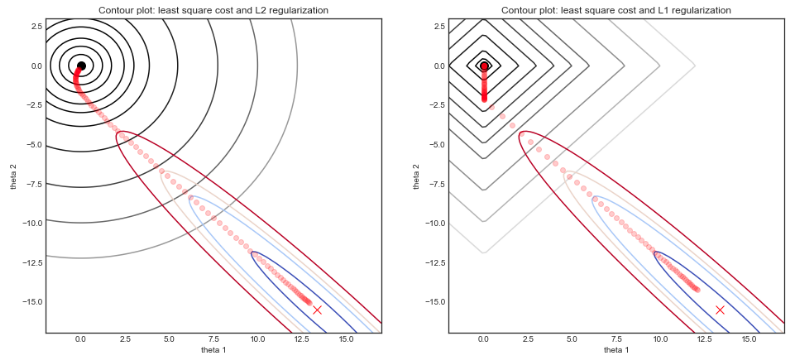 Contour plot: least square cost and L2 regularization
2.5
0.0
−2.5
−5.0
−7.5
−10.0
−12.5
−15.0
theta 2
0.0 2.5 5.0 7.5 10.0 12.5 15.0
theta 1
Contour plot: least square cost and L1 regularization
2.5
0.0
−2.5
−5.0
−7.5
−10.0
−12.5
−15.0
theta 2
0.0 2.5 5.0 7.5 10.0 12.5 15.0
theta 1